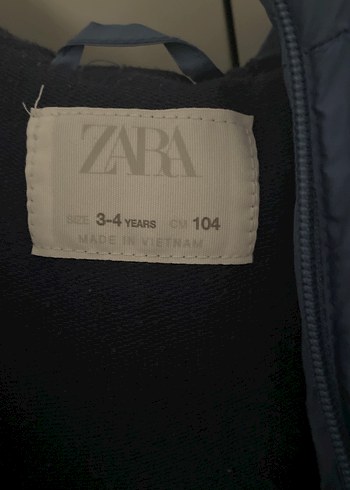 ZARA
SIZE 3-4 YEARS CM 104
MADE IN VIETNAM